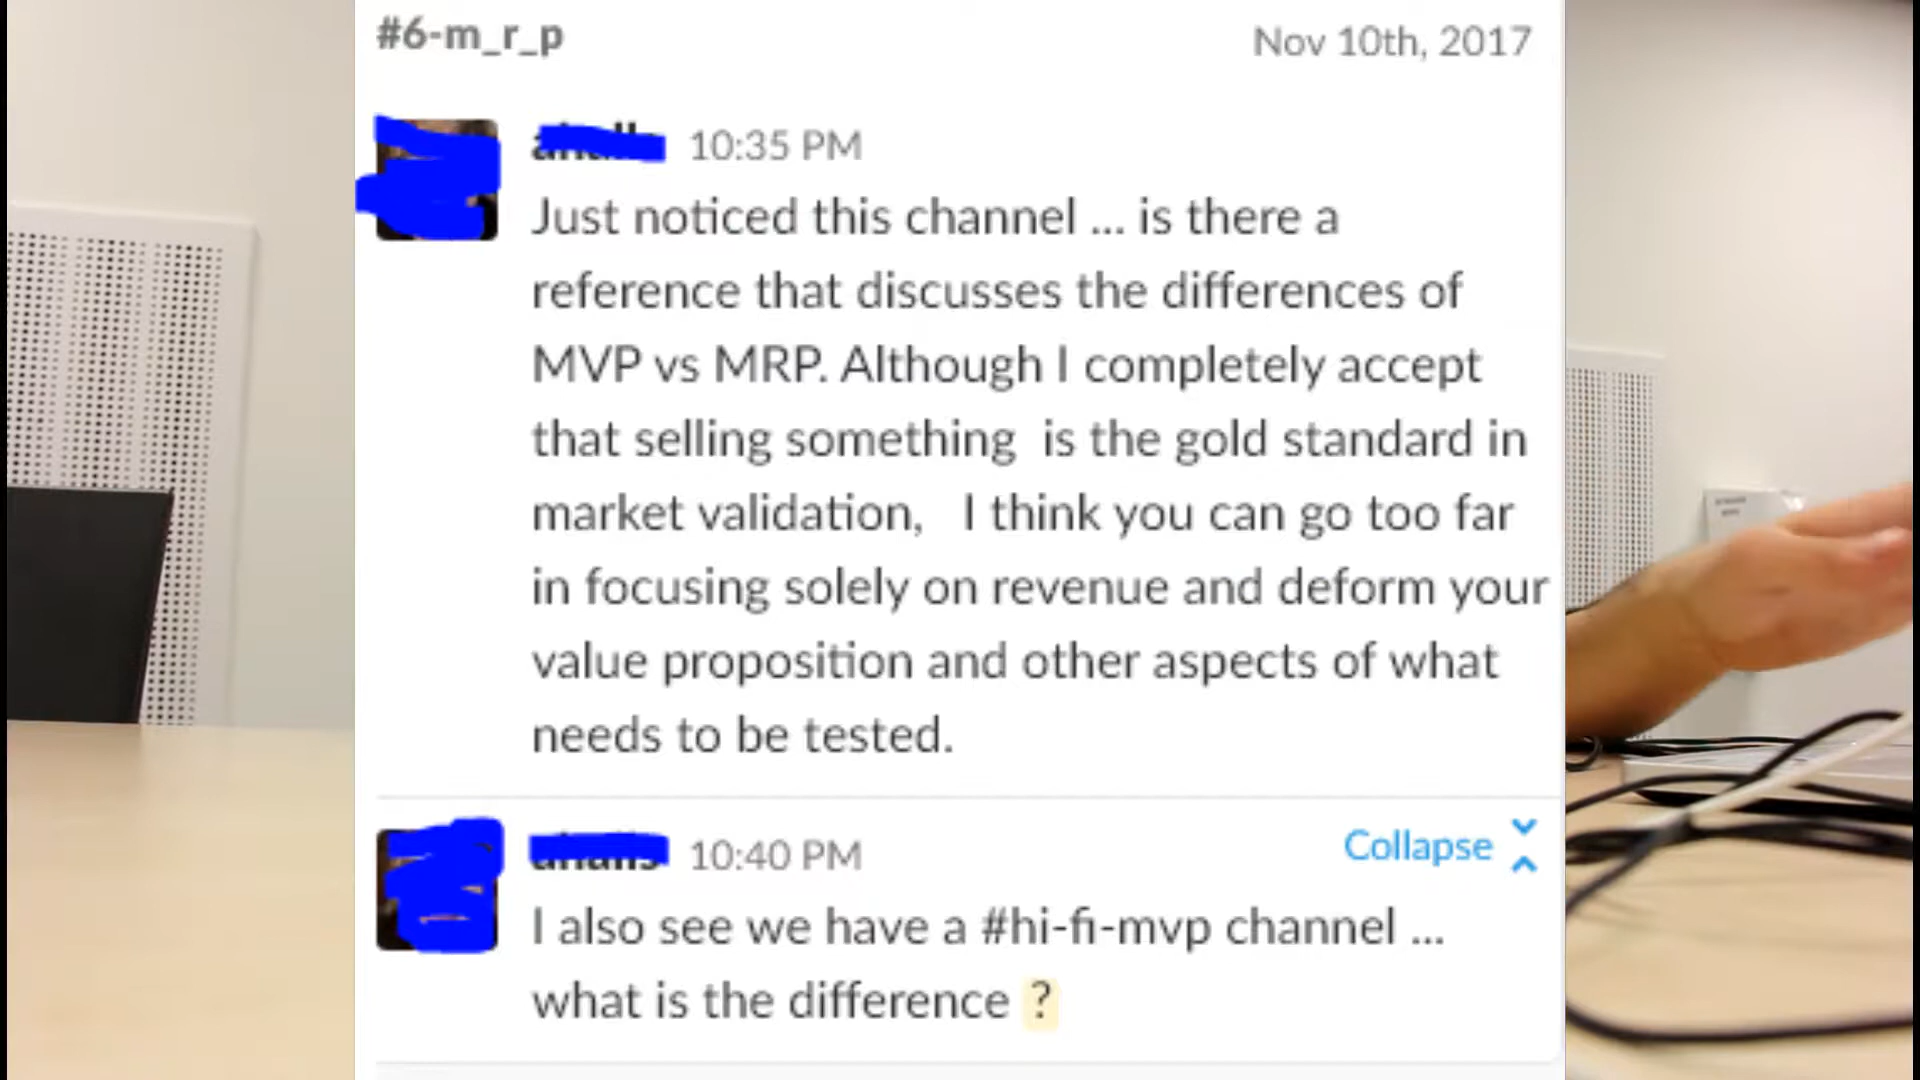 #6-m_r_p
Nov 10th, 2017
10:35 PM
Just noticed this channel ... is there a
reference that discusses the differences of
MVP vs MRP. Although I completely accept
that selling something  is the gold standard in
market validation,   I think you can go too far
in focusing solely on revenue and deform your
value proposition and other aspects of what
needs to be tested.
10:40 PM
Collapse
I also see we have a #hi-fi-mvp channel ...
what is the difference ?